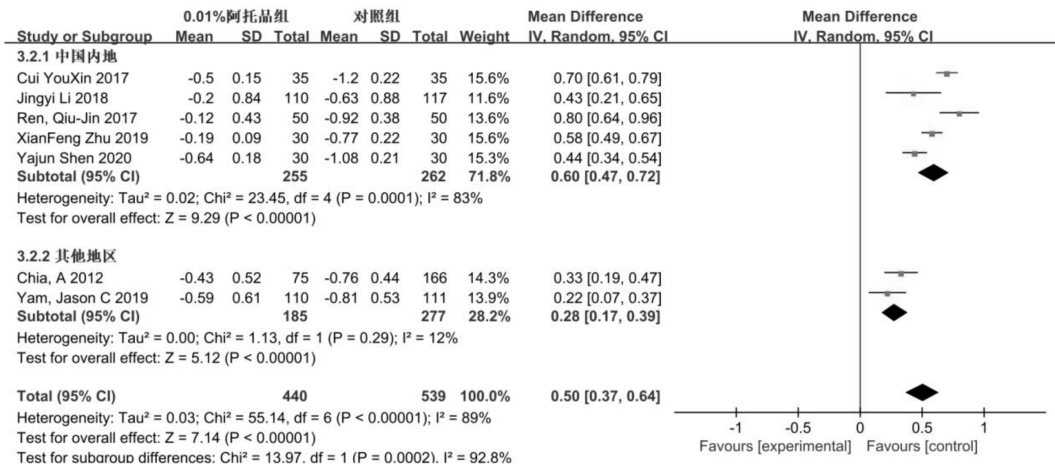 0.01%阿托品组 对照组 Mean Difference Mean Difference
Study or Subgroup Mean SD Total Mean SD Total Weight IV, Random, 95% CI IV, Random, 95% CI
3.2.1 中国内地
Cui YouXin 2017 -0.5 0.15 35 -1.2 0.22 35 15.6% 0.70 [0.61, 0.79]
Jingyi Li 2018 -0.2 0.84 110 -0.63 0.88 117 11.6% 0.43 [0.21, 0.65]
Ren, Qiu-Jin 2017 -0.12 0.43 50 -0.92 0.38 50 13.6% 0.80 [0.64, 0.96]
XianFeng Zhu 2019 -0.19 0.09 30 -0.77 0.22 30 15.6% 0.58 [0.49, 0.67]
Yajun Shen 2020 -0.64 0.18 30 -1.08 0.21 30 15.3% 0.44 [0.34, 0.54]
Subtotal (95% CI) 255 262 71.8% 0.60 [0.47, 0.72]
Heterogeneity: Tau² = 0.02; Chi² = 23.45, df = 4 (P = 0.0001); I² = 83%
Test for overall effect: Z = 9.29 (P < 0.00001)
3.2.2 其他地区
Chia, A 2012 -0.43 0.52 75 -0.76 0.44 166 14.3% 0.33 [0.19, 0.47]
Yam, Jason C 2019 -0.59 0.61 110 -0.81 0.53 111 13.9% 0.22 [0.07, 0.37]
Subtotal (95% CI) 185 277 28.2% 0.28 [0.17, 0.39]
Heterogeneity: Tau² = 0.00; Chi² = 1.13, df = 1 (P = 0.29); I² = 12%
Test for overall effect: Z = 5.12 (P < 0.00001)
Total (95% CI) 440 539 100.0% 0.50 [0.37, 0.64]
Heterogeneity: Tau² = 0.03; Chi² = 55.14, df = 6 (P < 0.00001); I² = 89%
Test for overall effect: Z = 7.14 (P < 0.00001)
Test for subgroup differences: Chi² = 13.97, df = 1 (P = 0.0002), I² = 92.8%
-1 -0.5 0 0.5 1
Favours [experimental] Favours [control]